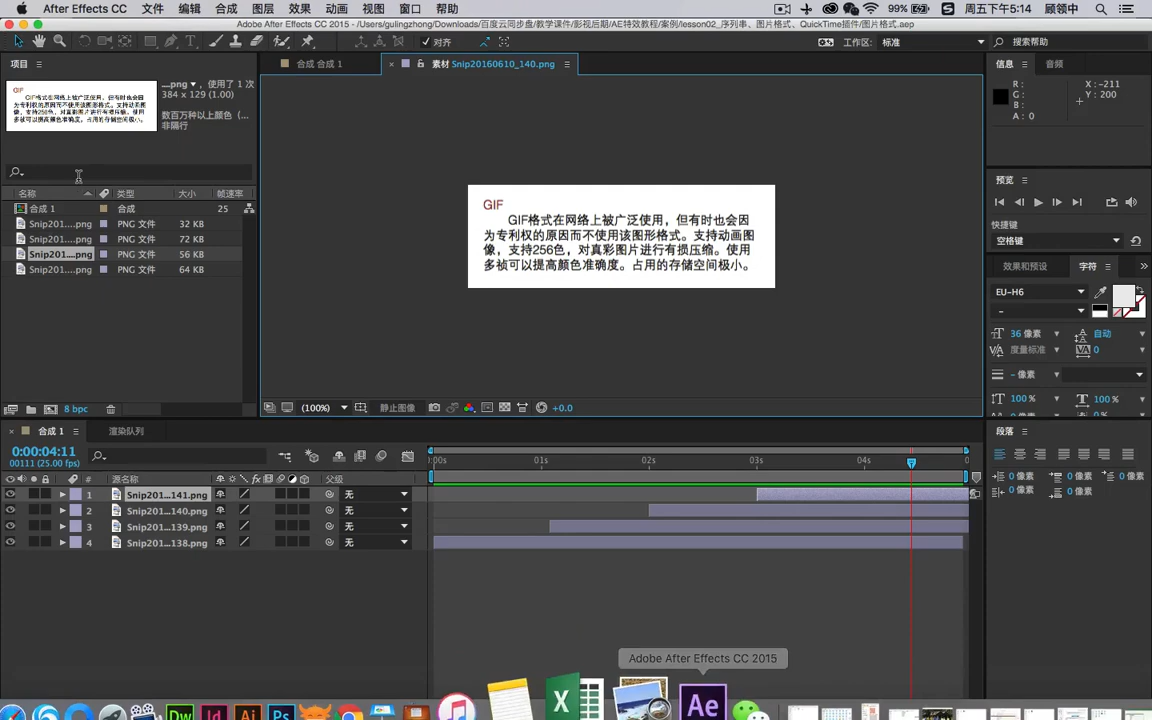 After Effects CC 文件 编辑 合成 图层 效果 动画 视图 窗口 帮助 99% 周五下午5:14 顾领中
Adobe After Effects CC 2015 - /Users/gulingzhong/Downloads/百度云同步盘/教学课件/影视后期/AE特效教程/案例/lesson02_序列串、图片格式、QuickTime插件/图片格式.aep
对齐 工作区: 标准 搜索帮助
项目
合成 合成 1
素材 Snip20160610_140.png
信息 音频
....png, 使用了 1 次
384 x 129 (1.00)
数百万种以上颜色 (...
非隔行
R:
G:
B:
A: 0
X: -211
Y: 200
名称 类型 大小 帧速率
合成 1 合成 25
Snip201....png PNG 文件 32 KB
Snip201....png PNG 文件 72 KB
Snip201....png PNG 文件 56 KB
Snip201....png PNG 文件 64 KB
GIF
GIF格式在网络上被广泛使用，但有时也会因
为专利权的原因而不使用该图形格式。支持动画图
像，支持256色，对真彩图片进行有损压缩。使用
多帧可以提高颜色准确度。占用的存储空间极小。
预览
快捷键
空格键
效果和预设 字符
EU-H6
-
36 像素 自动
度量标准 0
- 像素
100 % 100 %
8 bpc
(100%) 静止图像 +0.0
合成 1 渲染队列
段落
0:00:04:11
00111 (25.00 fps)
:00s 01s 02s 03s 04s 0
# 源名称 父级
1 Snip201...141.png 无
2 Snip201...140.png 无
3 Snip201...139.png 无
4 Snip201...138.png 无
0 像素 0 像素 0 像素
0 像素 0 像素
Adobe After Effects CC 2015
Dw Id Ai Ps X Ae